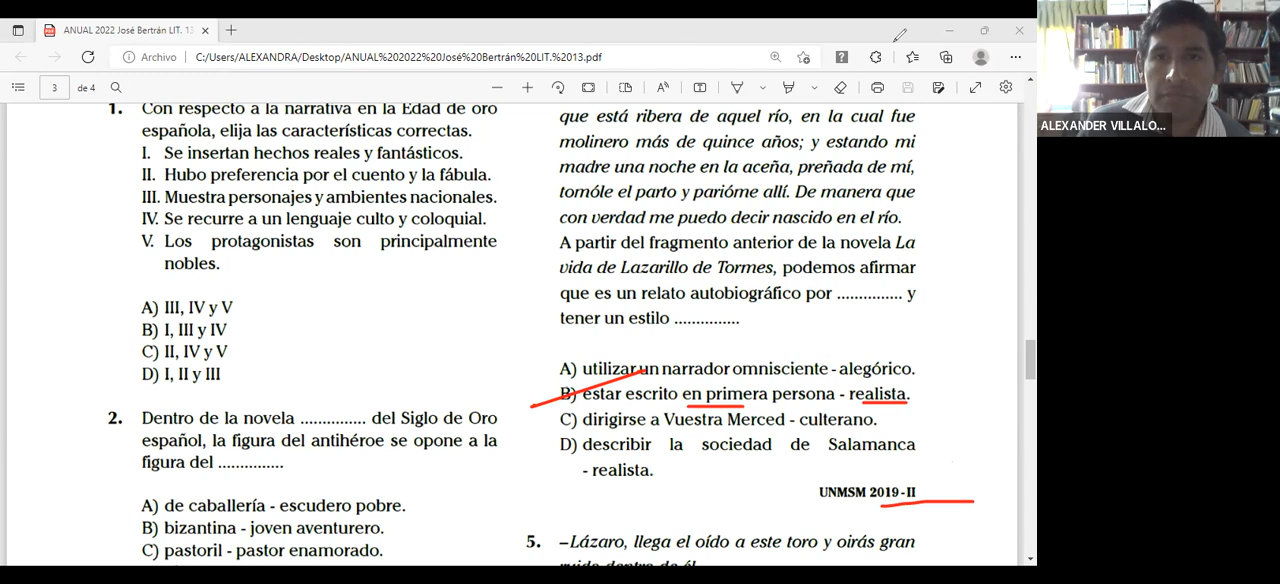 ANUAL 2022 José Bertrán LIT. 13
Archivo
C:/Users/ALEXANDRA/Desktop/ANUAL%202022%20José%20Bertrán%20LIT.%2013.pdf
3
de 4
ALEXANDER VILLALO...
1. Con respecto a la narrativa en la Edad de oro
española, elija las características correctas.
I. Se insertan hechos reales y fantásticos.
II. Hubo preferencia por el cuento y la fábula.
III. Muestra personajes y ambientes nacionales.
IV. Se recurre a un lenguaje culto y coloquial.
V. Los protagonistas son principalmente
nobles.
A) III, IV y V
B) I, III y IV
C) II, IV y V
D) I, II y III
2. Dentro de la novela ............... del Siglo de Oro
español, la figura del antihéroe se opone a la
figura del ...............
A) de caballería - escudero pobre.
B) bizantina - joven aventurero.
C) pastoril - pastor enamorado.
que está ribera de aquel río, en la cual fue
molinero más de quince años; y estando mi
madre una noche en la aceña, preñada de mí,
tomóle el parto y parióme allí. De manera que
con verdad me puedo decir nascido en el río.
A partir del fragmento anterior de la novela La
vida de Lazarillo de Tormes, podemos afirmar
que es un relato autobiográfico por ............... y
tener un estilo ...............
A) utilizar un narrador omnisciente - alegórico.
B) estar escrito en primera persona - realista.
C) dirigirse a Vuestra Merced - culterano.
D) describir la sociedad de Salamanca
- realista.
UNMSM 2019-II
5. –Lázaro, llega el oído a este toro y oirás gran
ruido dentro de él.